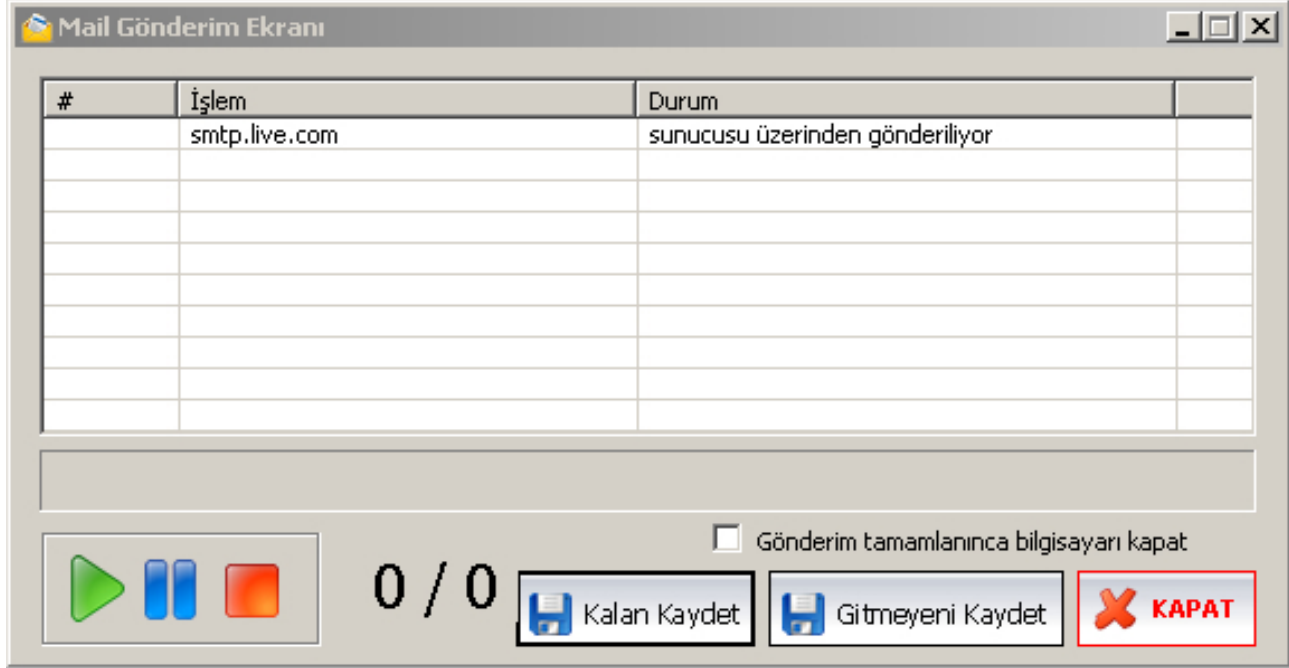 Mail Gönderim Ekranı
# İşlem Durum
smtp.live.com sunucusu üzerinden gönderiliyor
Gönderim tamamlanınca bilgisayarı kapat
0 / 0 Kalan Kaydet Gitmeyeni Kaydet KAPAT